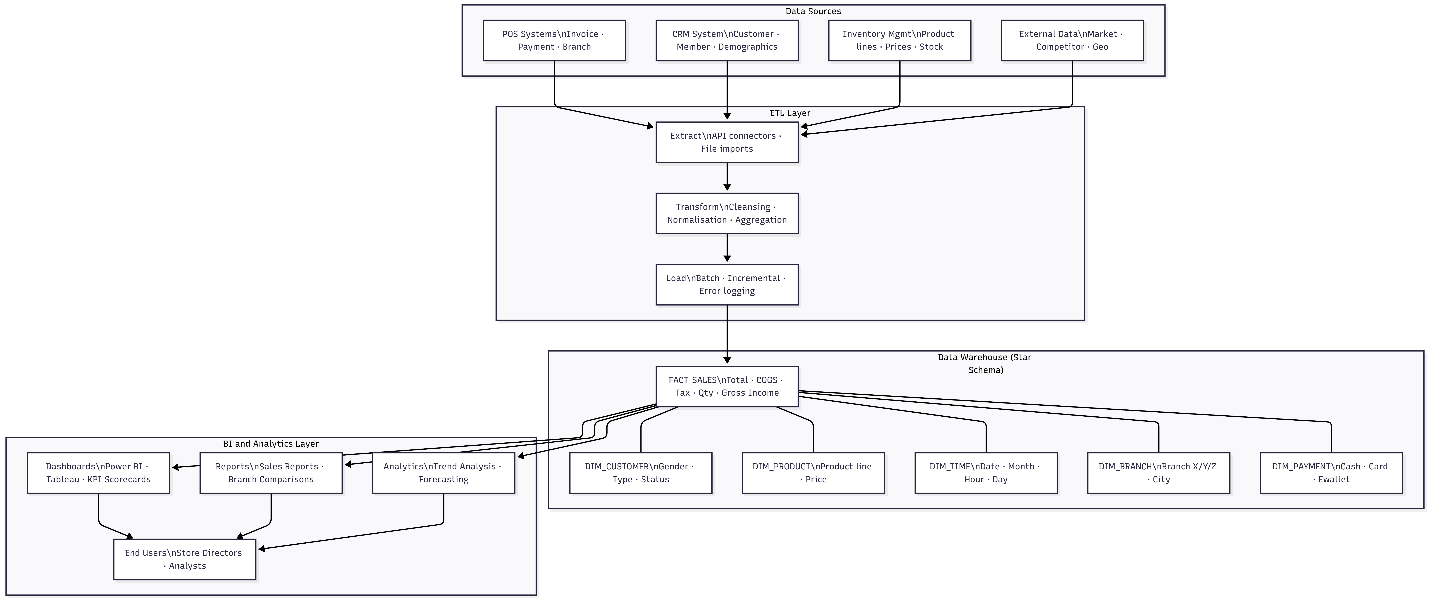 Data Sources
POS Systems\nInvoice ·
Payment · Branch
CRM System\nCustomer ·
Member · Demographics
Inventory Mgmt\nProduct
lines · Prices · Stock
External Data\nMarket ·
Competitor · Geo
ETL Layer
Extract\nAPI connectors ·
File imports
Transform\nCleansing ·
Normalisation · Aggregation
Load\nBatch · Incremental ·
Error logging
Data Warehouse (Star
Schema)
FACT SALES\nTotal · COGS ·
Tax · Qty · Gross Income
DIM_CUSTOMER\nGender ·
Type · Status
DIM_PRODUCT\nProduct line
· Price
DIM_TIME\nDate · Month ·
Hour · Day
DIM_BRANCH\nBranch X/Y/Z
· City
DIM_PAYMENT\nCash · Card
· Ewallet
BI and Analytics Layer
Dashboards\nPower BI ·
Tableau · KPI Scorecards
Reports\nSales Reports ·
Branch Comparisons
Analytics\nTrend Analysis ·
Forecasting
End Users\nStore Directors
· Analysts